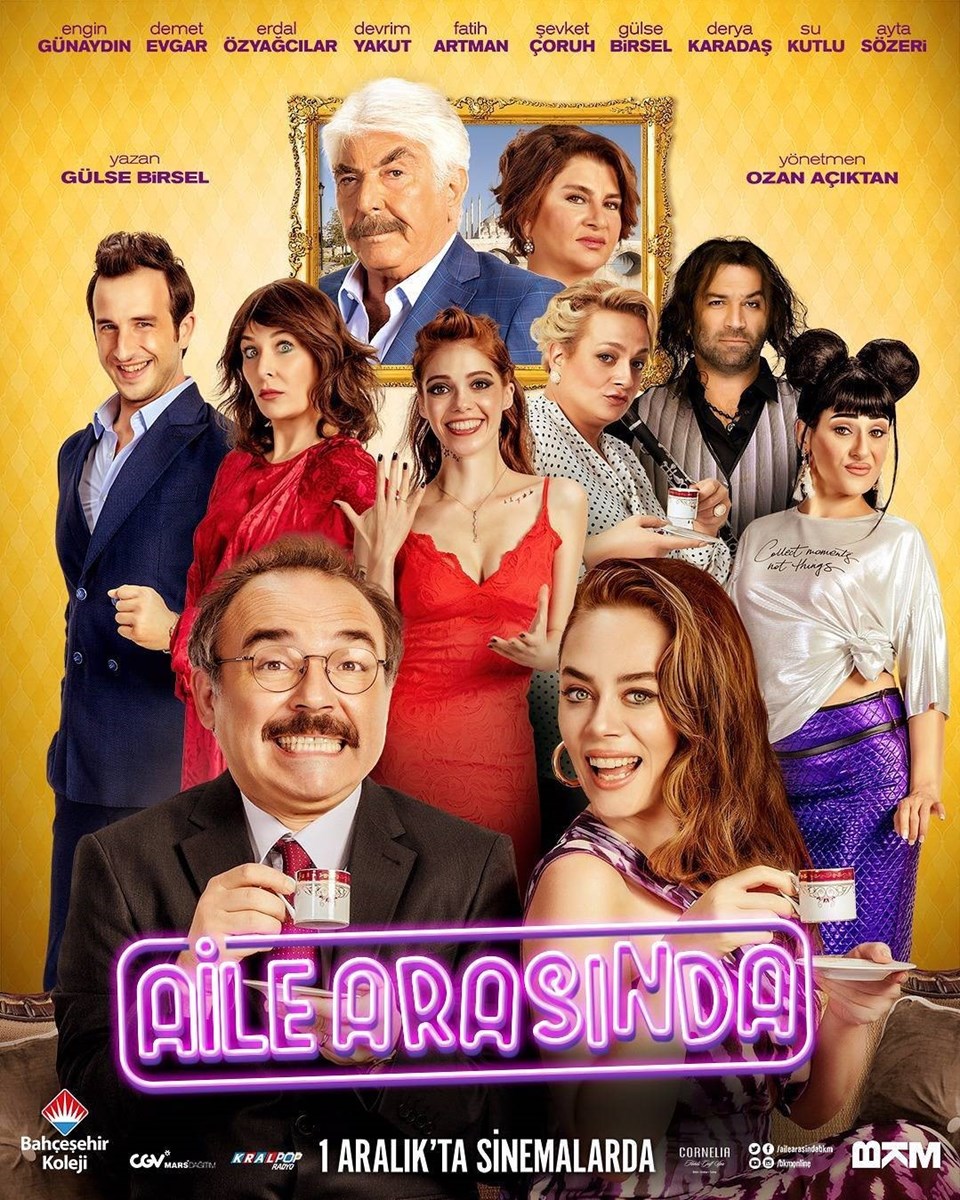 engin demet erdal devrim fatih şevket gülse derya su ayta
GÜNAYDIN EVGAR ÖZYAĞCILAR YAKUT ARTMAN ÇORUH BİRSEL KARADAŞ KUTLU SÖZERİ
yazan
GÜLSE BİRSEL
yönetmen
OZAN AÇIKTAN
Collect moments
not things
AİLE ARASINDA
Bahçeşehir
Koleji
CGV MARS DAĞITIM
KRALPOP
RADYO
1 ARALIK'TA SİNEMALARDA
CORNELIA
/ailearasindabkm
/bkmonline
BKM